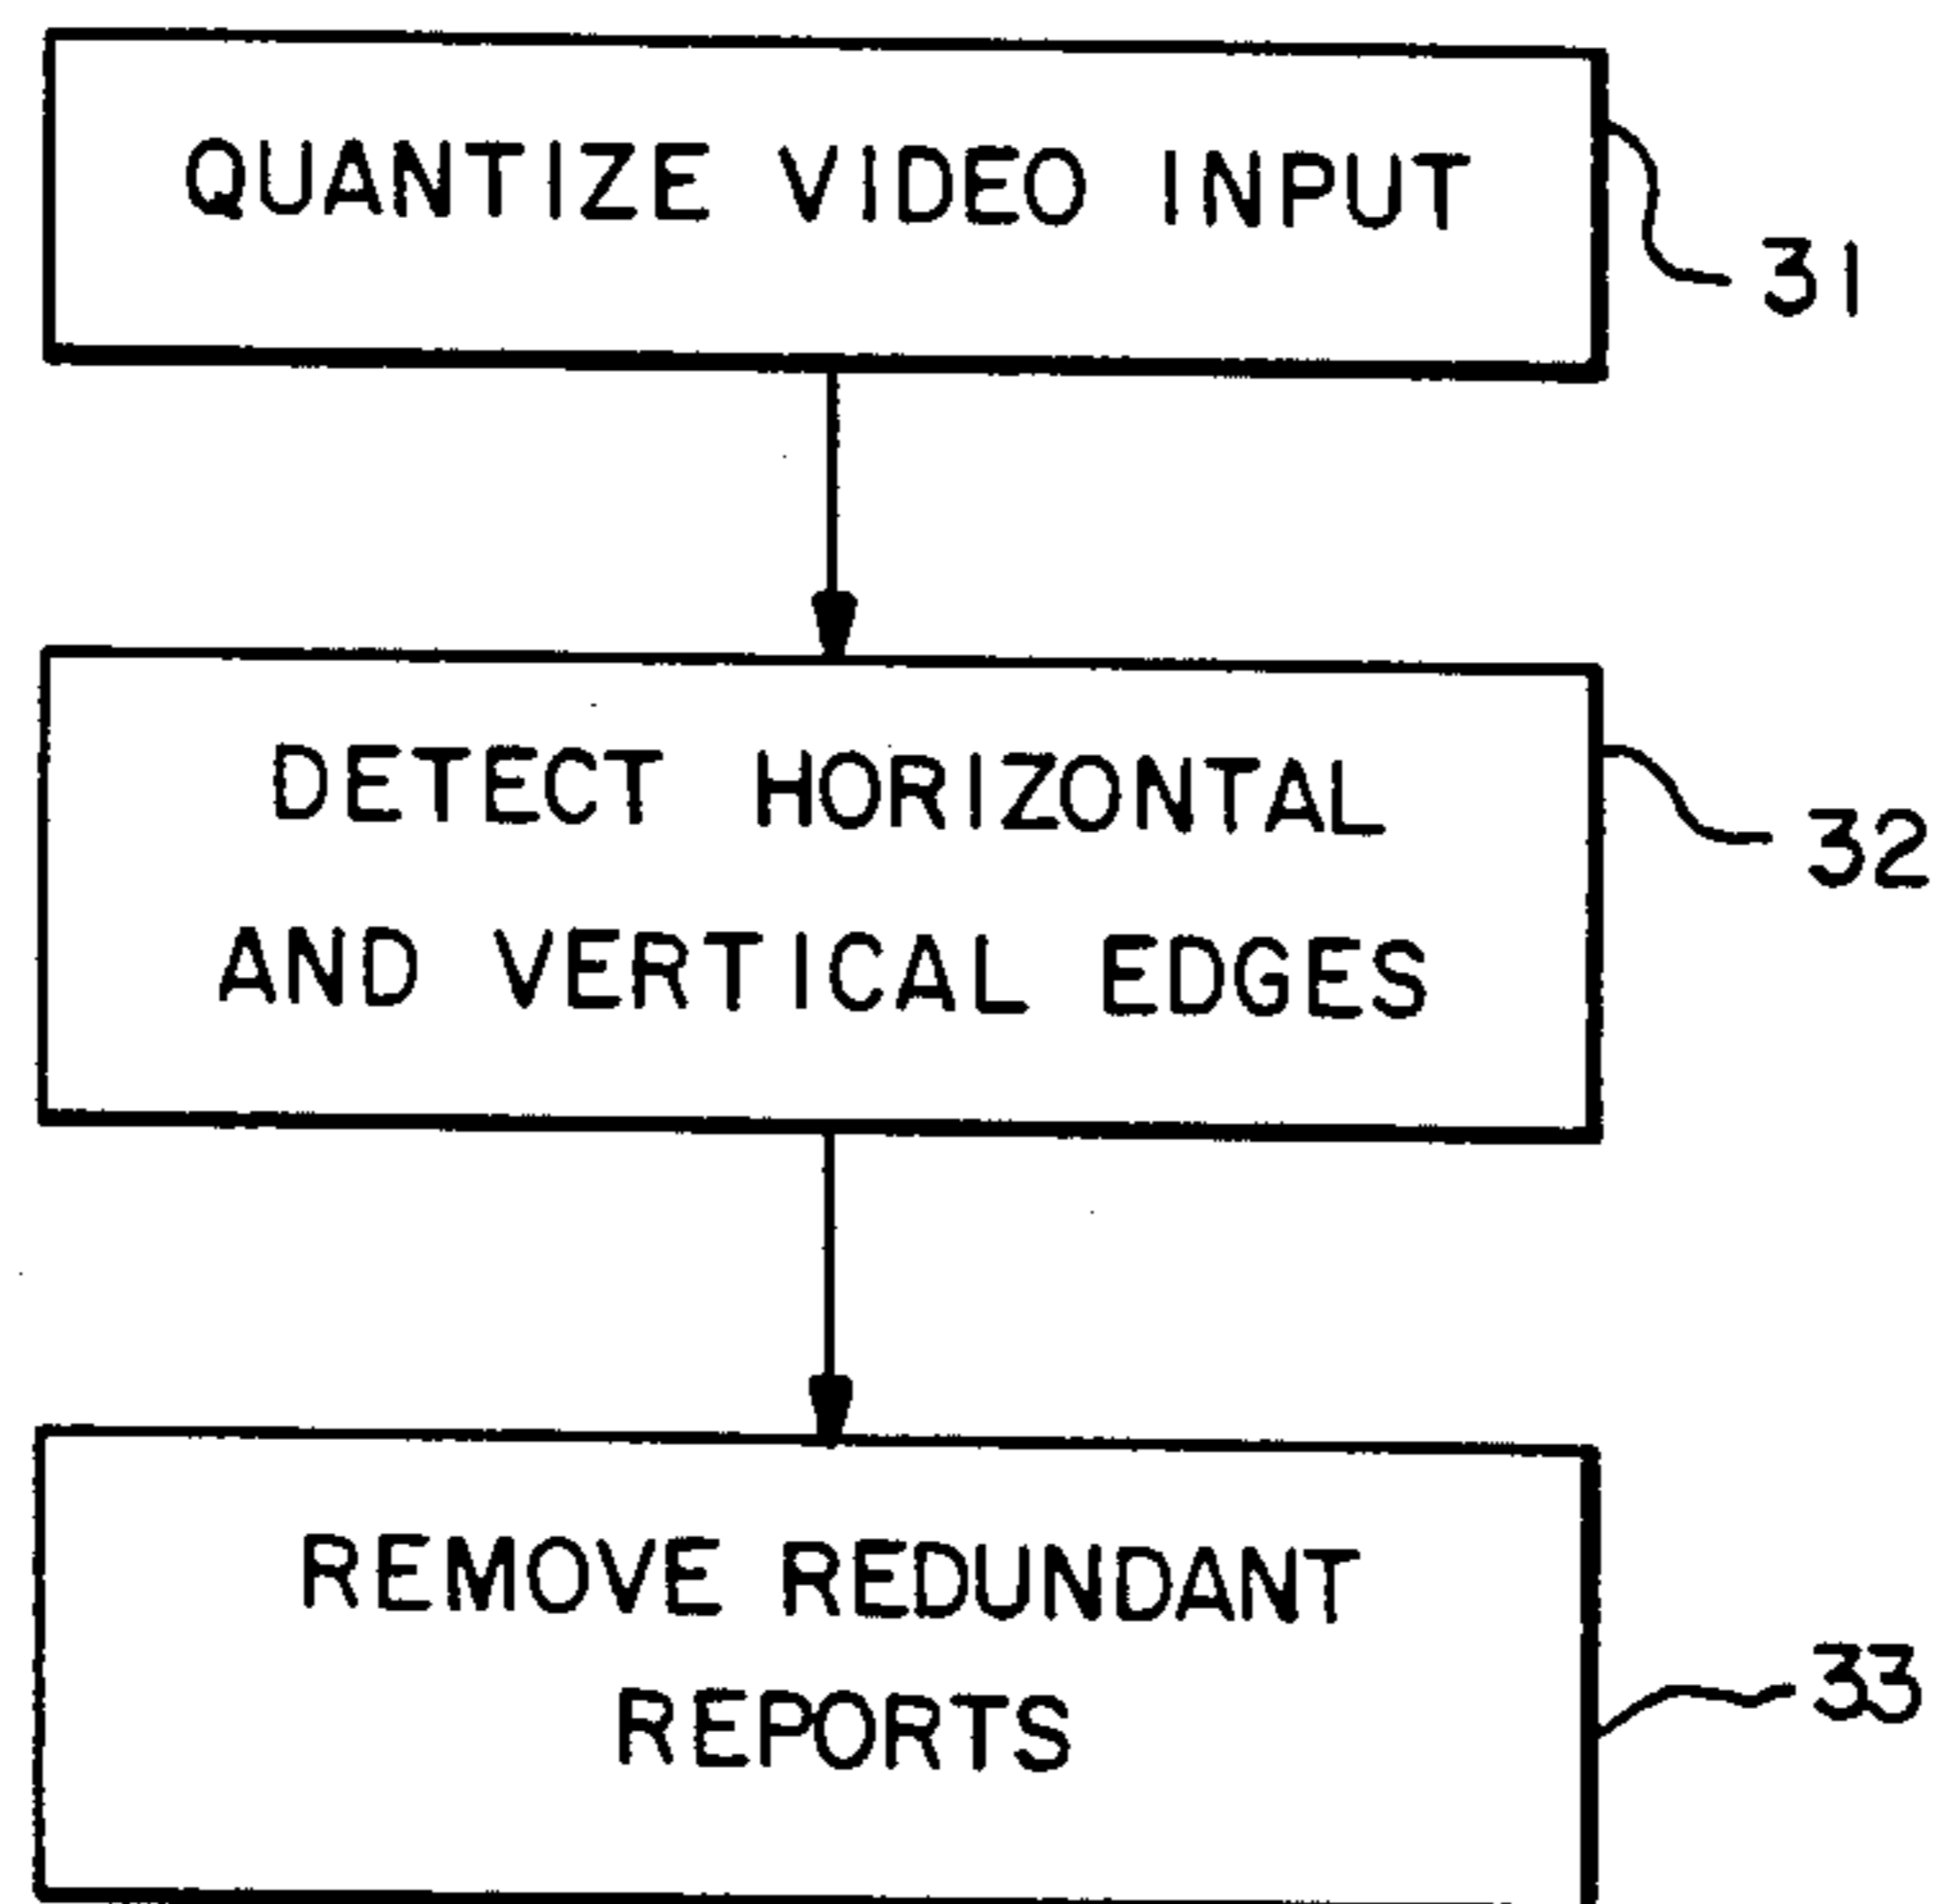 QUANTIZE VIDEO INPUT
31
DETECT HORIZONTAL
AND VERTICAL EDGES
32
REMOVE REDUNDANT
REPORTS
33